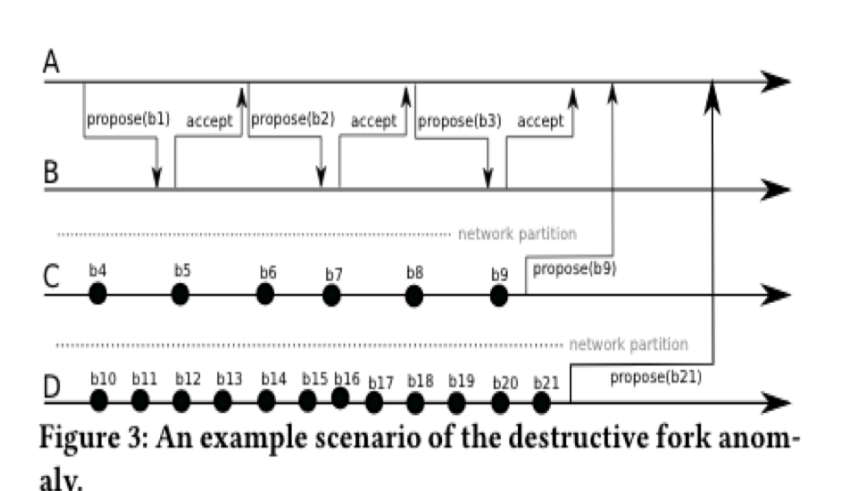 A
propose(b1) accept propose(b2) accept propose(b3) accept
B
network partition
b4 b5 b6 b7 b8 b9
C propose(b9)
network partition
b10 b11 b12 b13 b14 b15 b16 b17 b18 b19 b20 b21
D propose(b21)
Figure 3: An example scenario of the destructive fork anom-
aly.